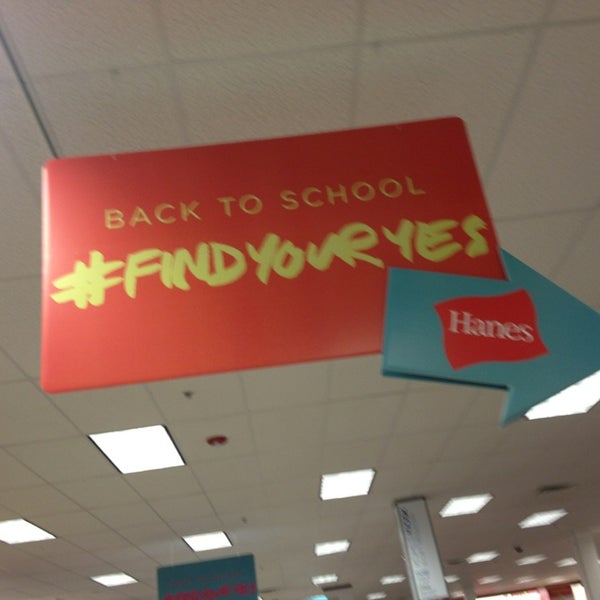 BACK TO SCHOOL
#FINDYOURYES
Hanes